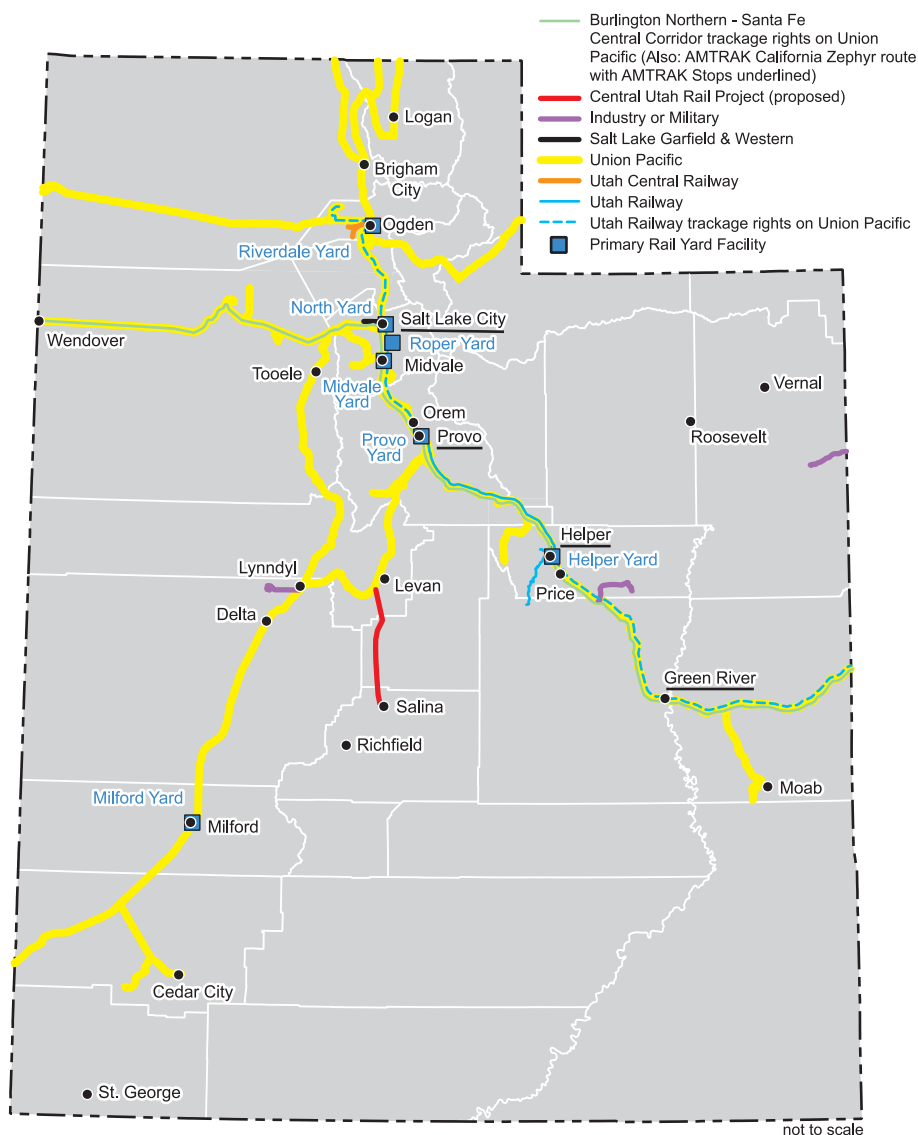 Burlington Northern - Santa Fe
Central Corridor trackage rights on Union
Pacific (Also: AMTRAK California Zephyr route
with AMTRAK Stops underlined)
Central Utah Rail Project (proposed)
Industry or Military
Salt Lake Garfield & Western
Union Pacific
Utah Central Railway
Utah Railway
Utah Railway trackage rights on Union Pacific
Primary Rail Yard Facility
Logan
Brigham
City
Ogden
Riverdale Yard
North Yard
Salt Lake City
Wendover
Roper Yard
Midvale
Tooele
Midvale
Yard
Vernal
Orem
Roosevelt
Provo
Yard
Provo
Helper
Helper Yard
Lynndyl
Levan
Price
Delta
Green River
Salina
Richfield
Moab
Milford Yard
Milford
Cedar City
St. George
not to scale